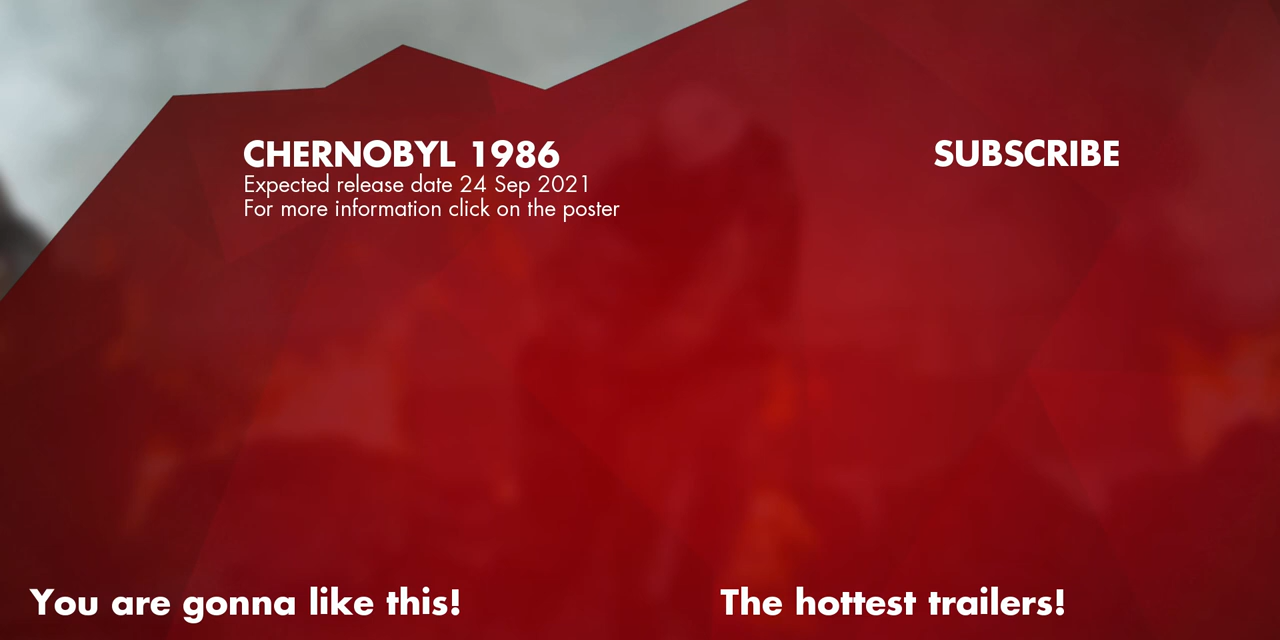 CHERNOBYL 1986
Expected release date 24 Sep 2021
For more information click on the poster
SUBSCRIBE
You are gonna like this!
The hottest trailers!